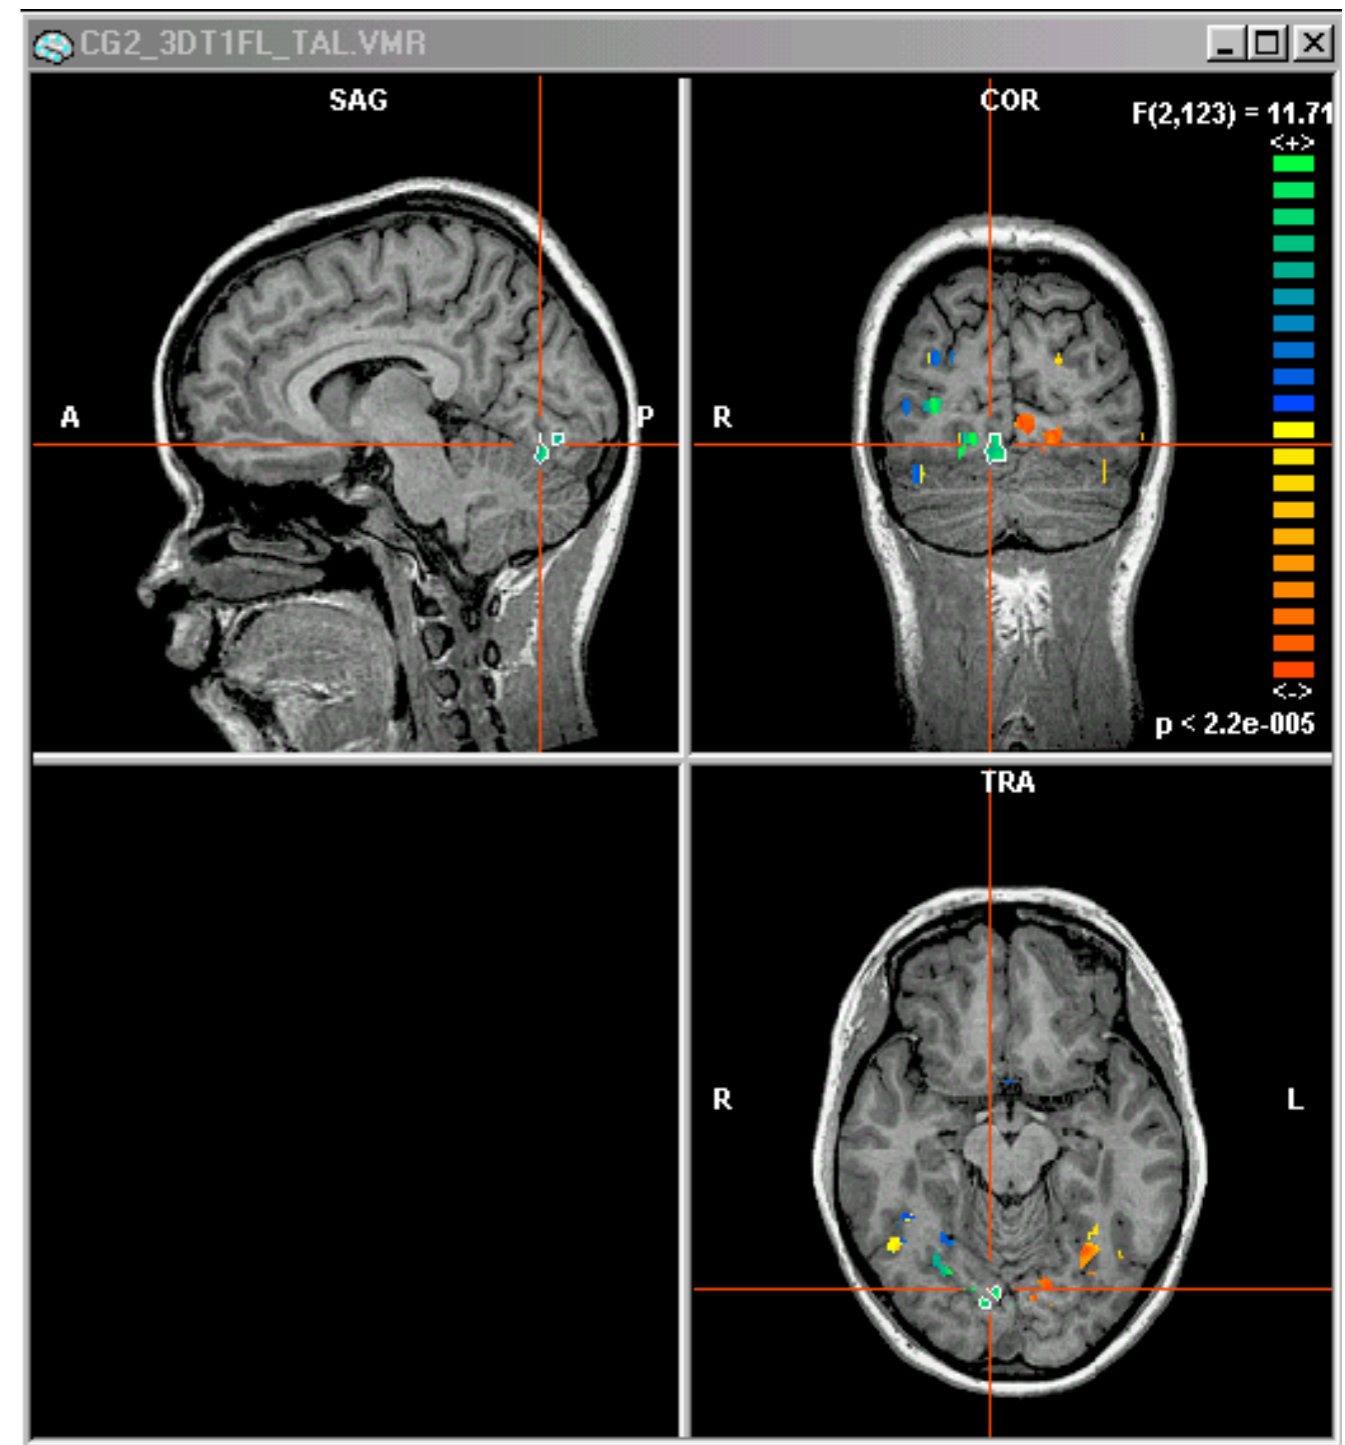 CG2_3DT1FL_TAL.VMR
SAG
A
P
COR
R
F(2,123) = 11.71
<+>
<->
p < 2.2e-005
TRA
R
L